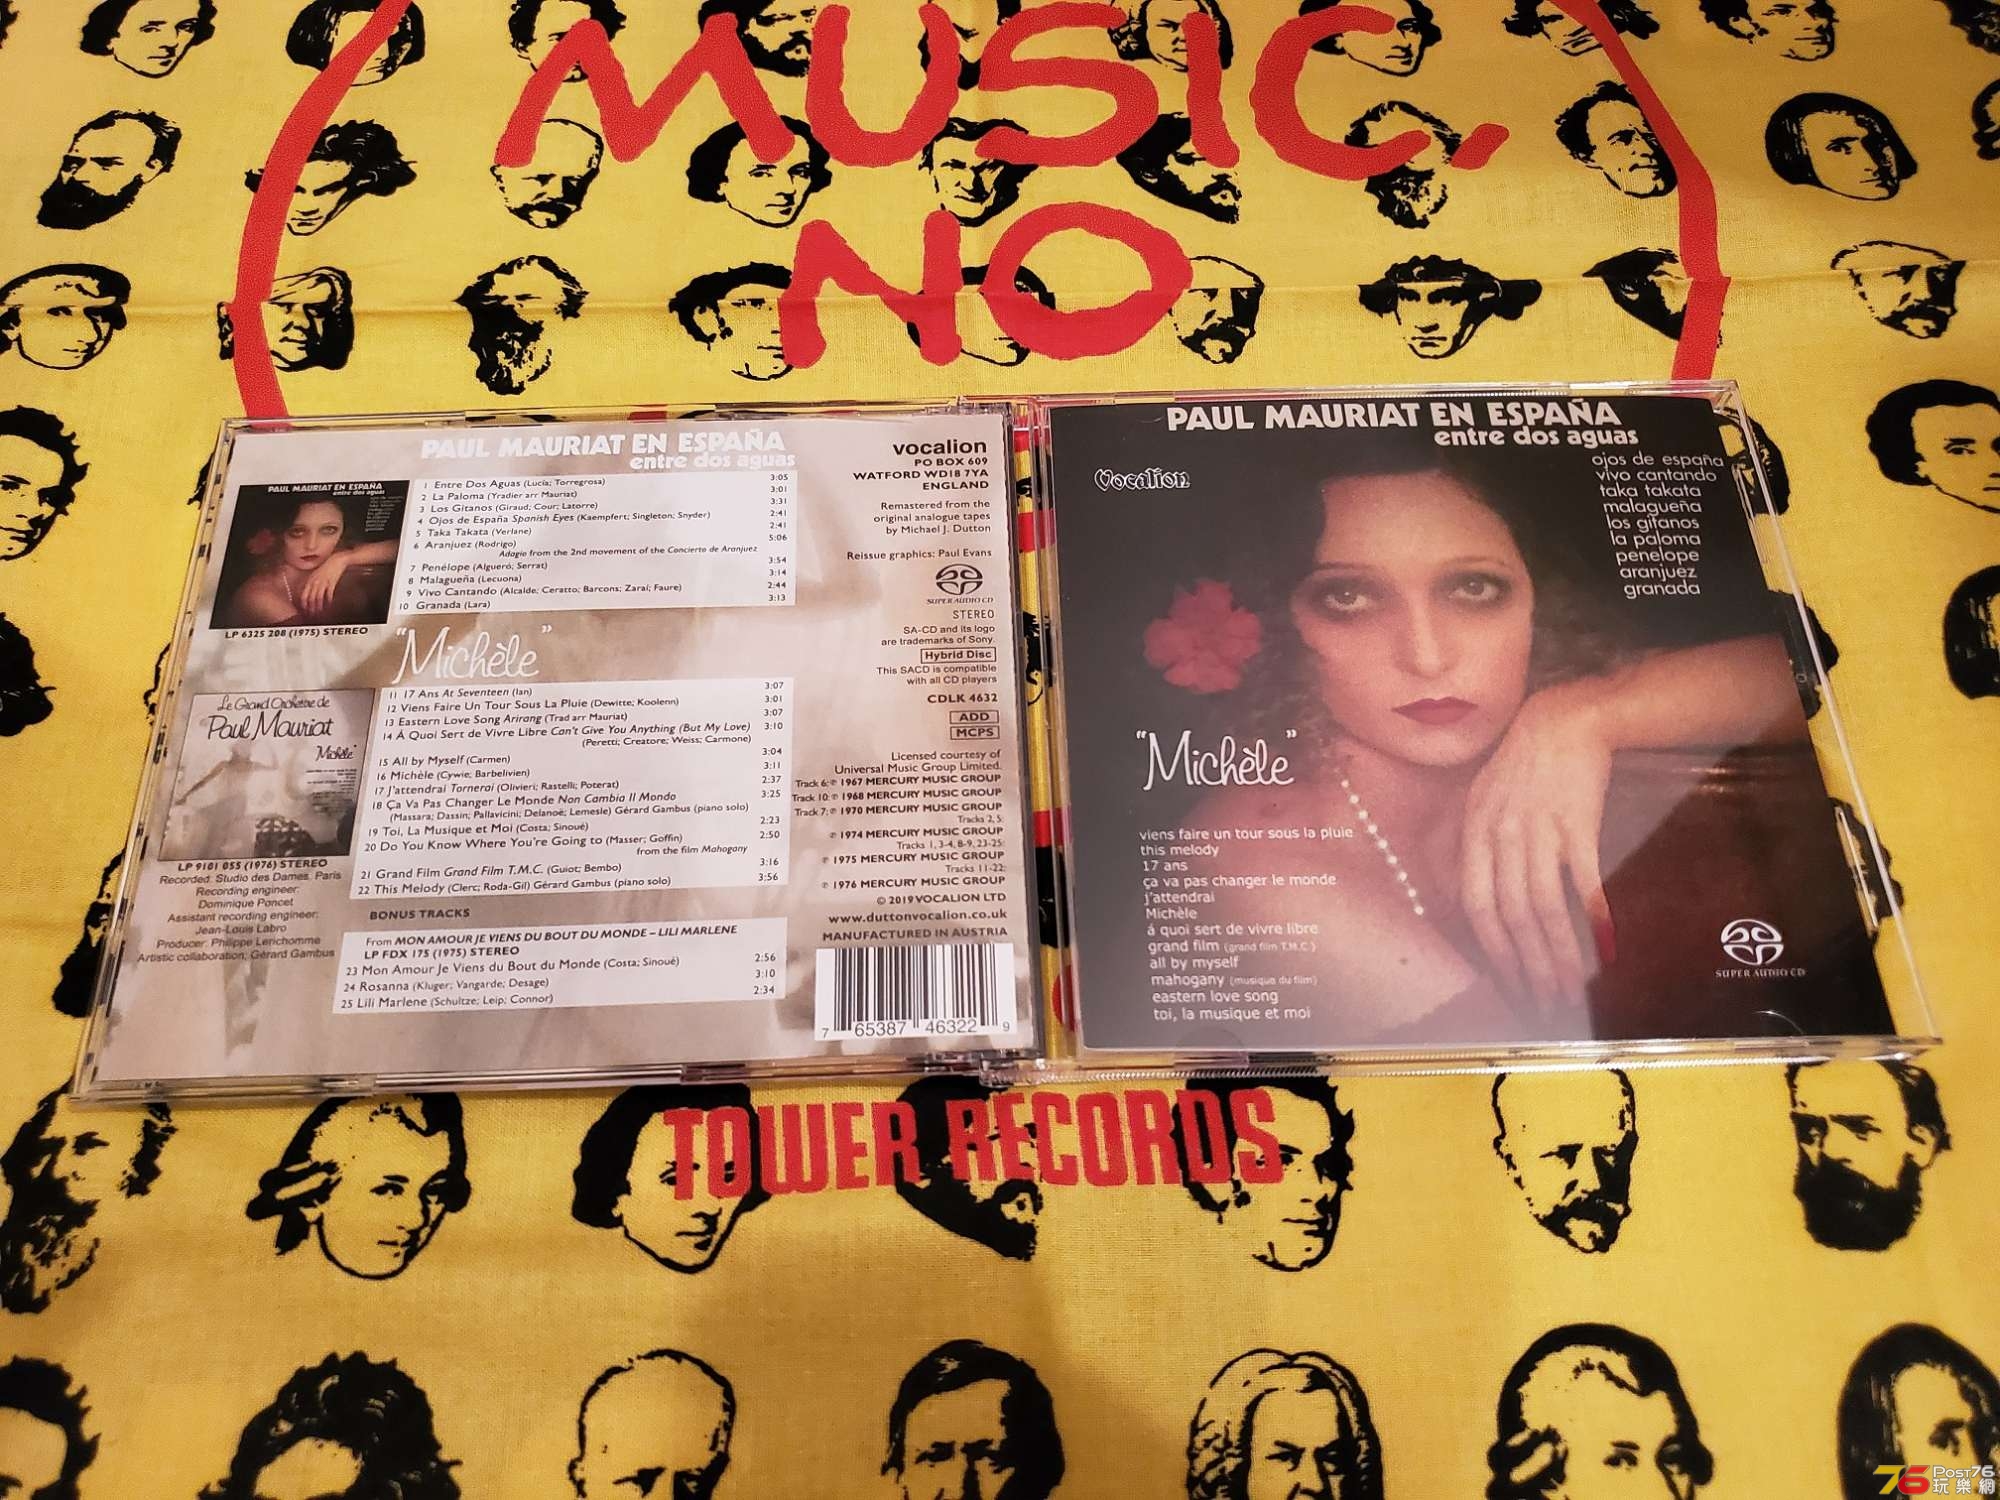 MUSIC.
NO
PAUL MAURIAT EN ESPAÑA
entre dos aguas
PAUL MAURIAT EN ESPAÑA
entre dos aguas
LP 6325 208 (1975) STEREO
1 Entre Dos Aguas (Lucía; Torregrosa) 3:05
2 La Paloma (Yradier arr Mauriat) 3:01
3 Los Gitanos (Giraud; Cour; Latorre) 3:31
4 Ojos de España Spanish Eyes (Kaempfert; Singleton; Snyder) 2:41
5 Taka Takata (Verlane) 2:41
6 Aranjuez (Rodrigo) 5:06
Adagio from the 2nd movement of the Concierto de Aranjuez
7 Penélope (Algueró; Serrat) 3:54
8 Malagueña (Lecuona) 3:14
9 Vivo Cantando (Alcalde; Ceratto; Barcons; Zaraí; Faure) 2:44
10 Granada (Lara) 3:13
"Michèle"
Le Grand Orchestre de
Paul Mauriat
"Michèle"
LP 9101 055 (1976) STEREO
Recorded: Studio des Dames, Paris
Recording engineer:
Dominique Poncet
Assistant recording engineer:
Jean-Louis Labro
Producer: Philippe Lerichomme
Artistic collaboration: Gérard Gambus
11 17 Ans At Seventeen (Ian) 3:07
12 Viens Faire Un Tour Sous La Pluie (Dewitte; Koolenn) 3:01
13 Eastern Love Song Arirang (Trad arr Mauriat) 3:07
14 Á Quoi Sert de Vivre Libre Can't Give You Anything (But My Love) 3:10
(Peretti; Creatore; Weiss; Carmone)
15 All by Myself (Carmen) 3:04
16 Michèle (Cywie; Barbelivien) 3:11
17 J'attendrai Tornerai (Olivieri; Rastelli; Poterat) 2:37
18 Ça Va Pas Changer Le Monde Non Cambia Il Mondo 3:25
(Massara; Dassin; Pallavicini; Delanoë; Lemesle) Gérard Gambus (piano solo)
19 Toi, La Musique et Moi (Costa; Sinoué) 2:23
20 Do You Know Where You're Going to (Masser; Goffin) 2:50
from the film Mahogany
21 Grand Film Grand Film T.M.C. (Guiot; Bembo) 3:16
22 This Melody (Clerc; Roda-Gil) Gérard Gambus (piano solo) 3:56
BONUS TRACKS
From MON AMOUR JE VIENS DU BOUT DU MONDE – LILI MARLENE
LP FDX 175 (1975) STEREO
23 Mon Amour Je Viens du Bout du Monde (Costa; Sinoué) 2:56
24 Rosanna (Kluger; Vangarde; Desage) 3:10
25 Lili Marlene (Schultze; Leip; Connor) 2:34
vocalion
PO BOX 609
WATFORD WD18 7YA
ENGLAND
Remastered from the
original analogue tapes
by Michael J. Dutton
Reissue graphics: Paul Evans
SUPER AUDIO CD
STEREO
SA-CD and its logo
are trademarks of Sony.
Hybrid Disc
This SACD is compatible
with all CD players
CDLK 4632
ADD
MCPS
Licensed courtesy of
Universal Music Group Limited.
Track 6: ℗ 1967 MERCURY MUSIC GROUP
Track 10: ℗ 1968 MERCURY MUSIC GROUP
Track 7: ℗ 1970 MERCURY MUSIC GROUP
Tracks 2, 5:
℗ 1974 MERCURY MUSIC GROUP
Tracks 1, 3-4, 8-9, 23-25:
℗ 1975 MERCURY MUSIC GROUP
Tracks 11-22:
℗ 1976 MERCURY MUSIC GROUP
© 2019 VOCALION LTD
www.duttonvocalion.co.uk
MANUFACTURED IN AUSTRIA
7 65387 46322 9
PAUL MAURIAT EN ESPAÑA
entre dos aguas
Vocalion
ojos de españa
vivo cantando
taka takata
malagueña
los gitanos
la paloma
penelope
aranjuez
granada
"Michèle"
viens faire un tour sous la pluie
this melody
17 ans
ça va pas changer le monde
j'attendrai
Michèle
á quoi sert de vivre libre
grand film (grand film T.M.C.)
all by myself
mahogany (musique du film)
eastern love song
toi, la musique et moi
SUPER AUDIO CD
TOWER RECORDS
76 POST76
玩樂網